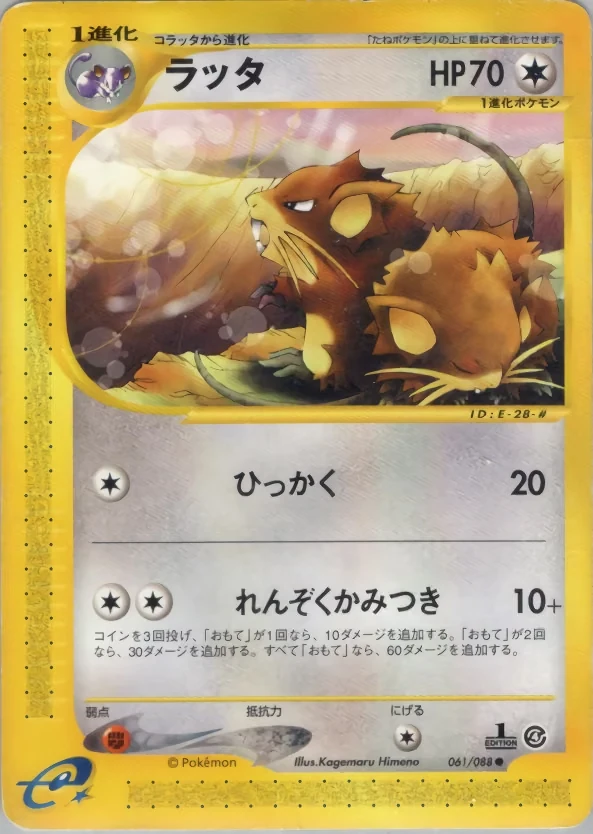 1進化
コラッタから進化
「たねポケモン」の上に重ねて進化させます。
ラッタ
HP70
1進化ポケモン
ID:E-28-#
ひっかく 20
れんぞくかみつき 10+
コインを3回投げ、「おもて」が1回なら、10ダメージを追加する。「おもて」が2回
なら、30ダメージを追加する。すべて「おもて」なら、60ダメージを追加する。
弱点 抵抗力 にげる
© Pokémon Illus.Kagemaru Himeno 1 EDITION
061/088 ●
e